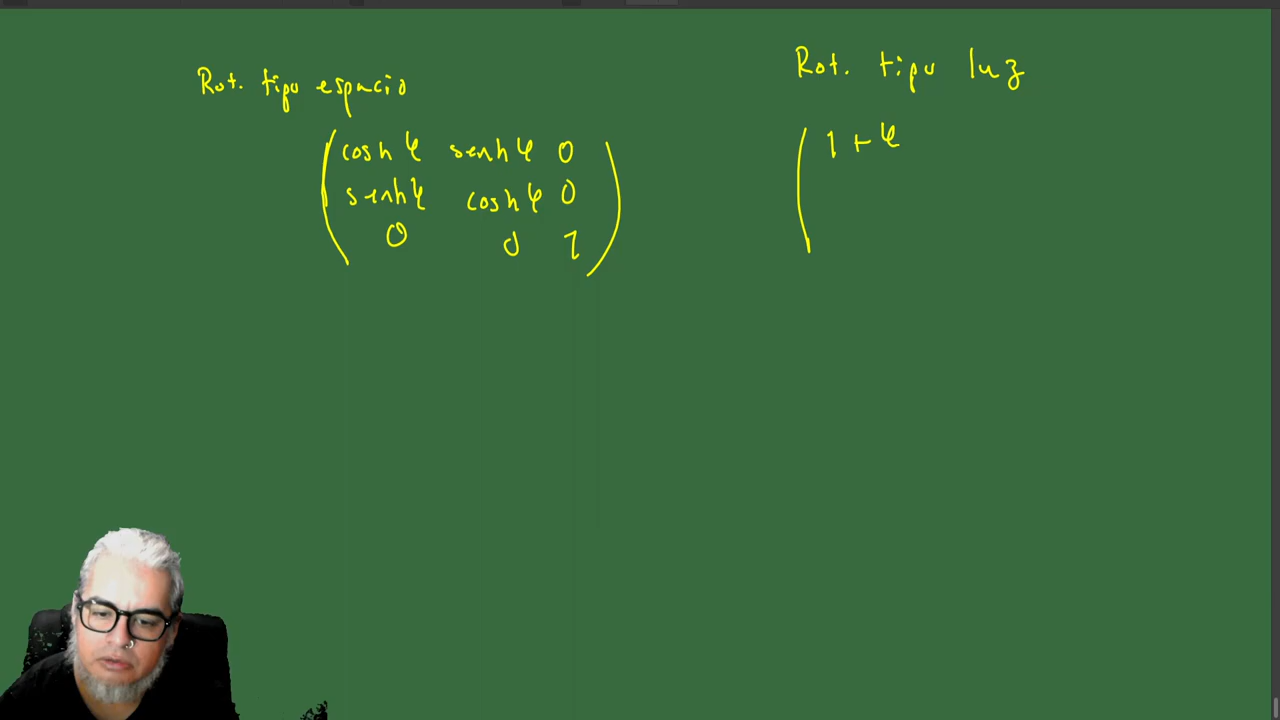 Rot. tipo espacio
cosh φ senh φ 0
senh φ cosh φ 0
0 0 1
Rot. tipo luz
1 + φ